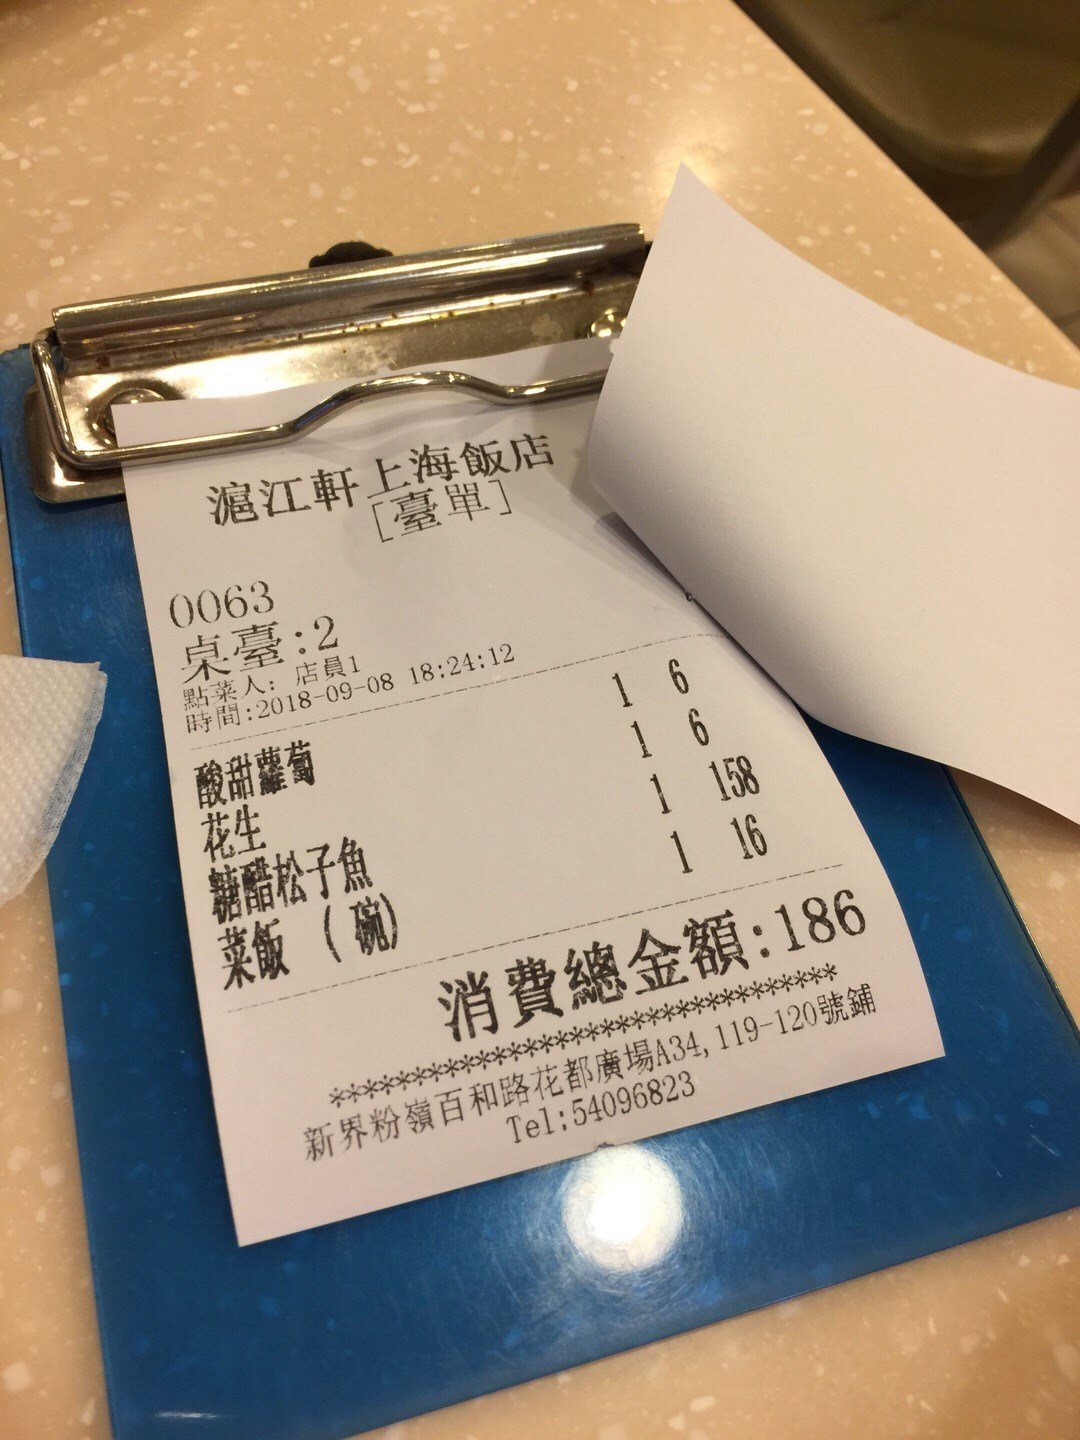 滬江軒上海飯店
[臺單]
0063
桌臺:2
點菜人: 店員1
時間:2018-09-08 18:24:12
酸甜蘿蔔 1 6
花生 1 6
糖醋松子魚 1 158
菜飯 (碗) 1 16
消費總金額:186
********************************
新界粉嶺百和路花都廣場A34,119-120號鋪
Tel:54096823